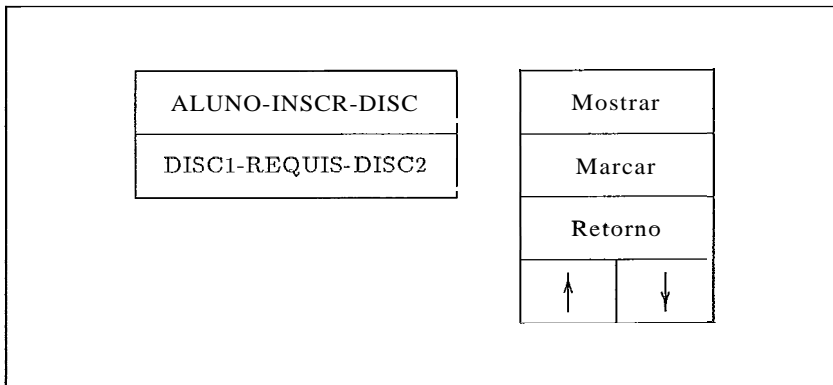 ALUNO-INSCR-DISC
DISC1-REQUIS-DISC2
Mostrar
Marcar
Retorno
↑ ↓